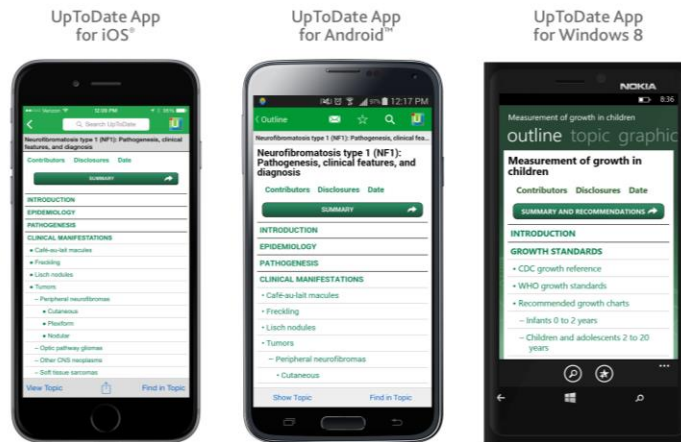 UpToDate App
for iOS®
UpToDate App
for Android™
UpToDate App
for Windows 8
Verizon
12:06 PM
Search UpToDate
Neurofibromatosis type 1 (NF1): Pathogenesis, clinical
features, and diagnosis
Contributors Disclosures Date
SUMMARY
INTRODUCTION
EPIDEMIOLOGY
PATHOGENESIS
CLINICAL MANIFESTATIONS
• Café-au-lait macules
• Freckling
• Lisch nodules
• Tumors
– Peripheral neurofibromas
• Cutaneous
• Plexiform
• Nodular
– Optic pathway gliomas
– Other CNS neoplasms
– Soft tissue sarcomas
View Topic
Find in Topic
12:17 PM
Outline
Neurofibromatosis type 1 (NF1): Pathogenesis, clinical fea...
Neurofibromatosis type 1 (NF1):
Pathogenesis, clinical features, and
diagnosis
Contributors Disclosures Date
SUMMARY
INTRODUCTION
EPIDEMIOLOGY
PATHOGENESIS
CLINICAL MANIFESTATIONS
• Café-au-lait macules
• Freckling
• Lisch nodules
• Tumors
– Peripheral neurofibromas
• Cutaneous
Show Topic
Find in Topic
NOKIA
8:36
Measurement of growth in children
outline topic graphic
Measurement of growth in
children
Contributors Disclosures Date
SUMMARY AND RECOMMENDATIONS
INTRODUCTION
GROWTH STANDARDS
• CDC growth reference
• WHO growth standards
• Recommended growth charts
– Infants 0 to 2 years
– Children and adolescents 2 to 20
years